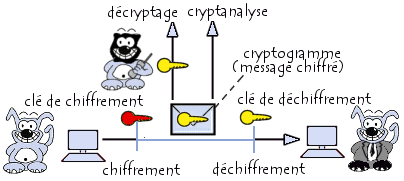 décryptage cryptanalyse
cryptogramme
(message chiffré)
clé de chiffrement
clé de déchiffrement
chiffrement
déchiffrement